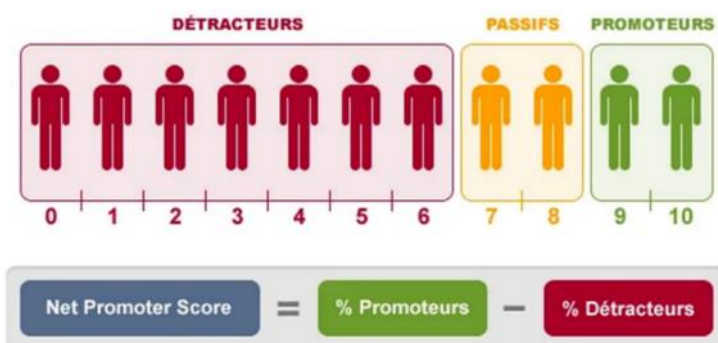 DÉTRACTEURS PASSIFS PROMOTEURS
0 1 2 3 4 5 6 7 8 9 10
Net Promoter Score = % Promoteurs – % Détracteurs